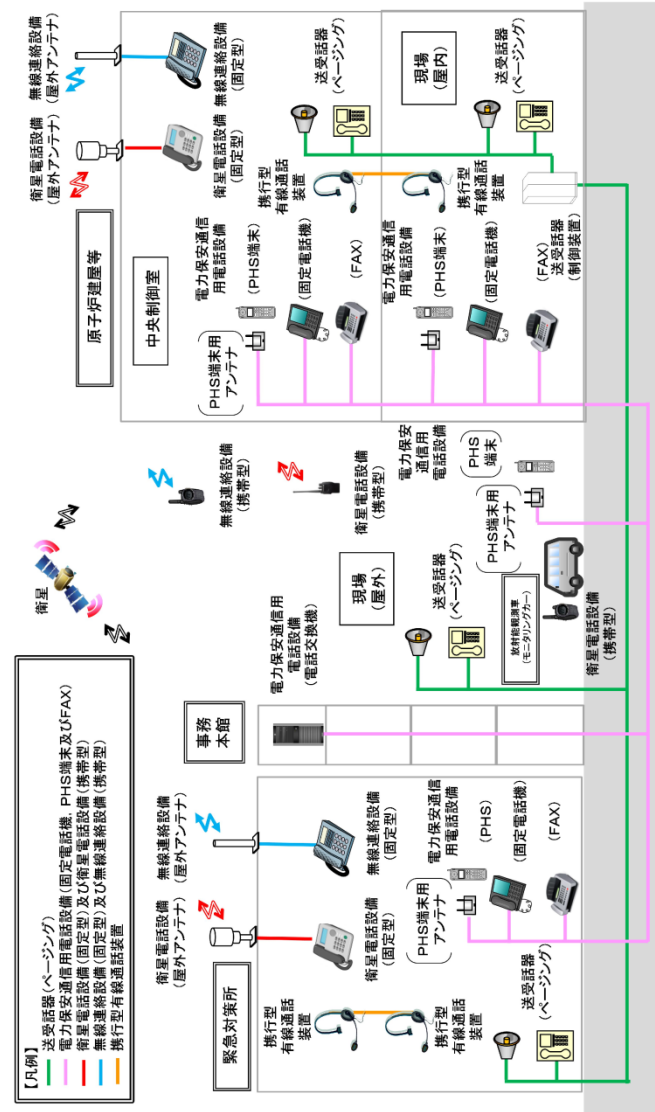 【凡例】
送受話器(ページング)
電力保安通信用電話設備(固定電話機、PHS端末及びFAX)
衛星電話設備(固定型)及び衛星電話設備(携帯型)
無線連絡設備(固定型)及び無線連絡設備(携帯型)
携行型有線通話装置
衛星
緊急対策所
衛星電話設備
(屋外アンテナ)
無線連絡設備
(屋外アンテナ)
携行型
有線通話
装置
携行型
有線通話
装置
衛星電話設備
(固定型)
無線連絡設備
(固定型)
送受話器
(ページング)
PHS端末用
アンテナ
電力保安通信
用電話設備
(PHS)
(固定電話機)
(FAX)
事務
本館
電力保安通信用
電話設備
(電話交換機)
現場
(屋外)
送受話器
(ページング)
放射能観測車
(モニタリングカー)
衛星電話設備
(携帯型)
PHS端末用
アンテナ
電力保安
通信用
電話設備
PHS
端末
無線連絡設備
(携帯型)
衛星電話設備
(携帯型)
原子炉建屋等
中央制御室
衛星電話設備
(屋外アンテナ)
無線連絡設備
(屋外アンテナ)
衛星電話設備
(固定型)
無線連絡設備
(固定型)
PHS端末用
アンテナ
電力保安通信
用電話設備
(PHS端末)
(固定電話機)
(FAX)
携行型
有線通話
装置
送受話器
(ページング)
現場
(屋内)
電力保安通信
用電話設備
(PHS端末)
(固定電話機)
(FAX)
携行型
有線通話
装置
送受話器
(ページング)
送受話器
(制御装置)